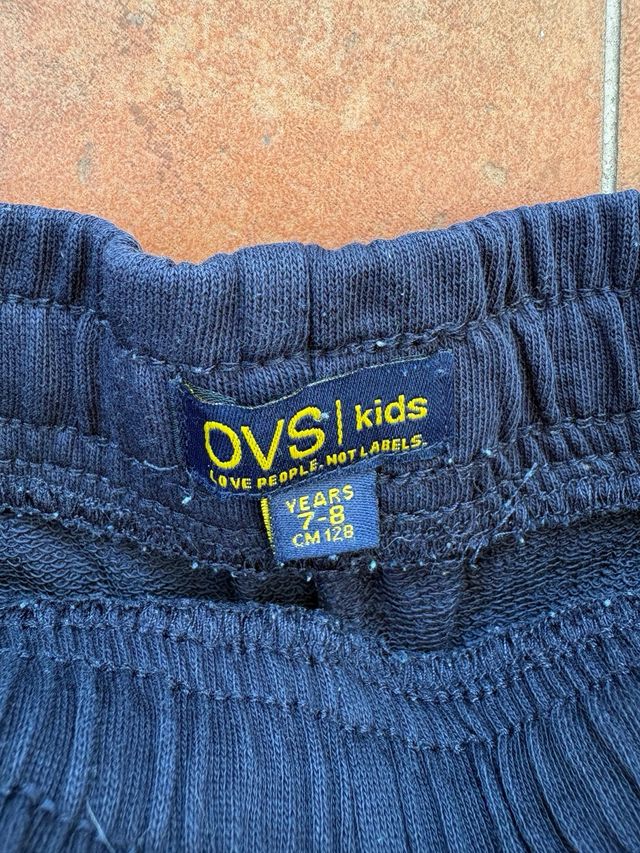 OVS | kids
LOVE PEOPLE. NOT LABELS.
YEARS
7-8
CM 128